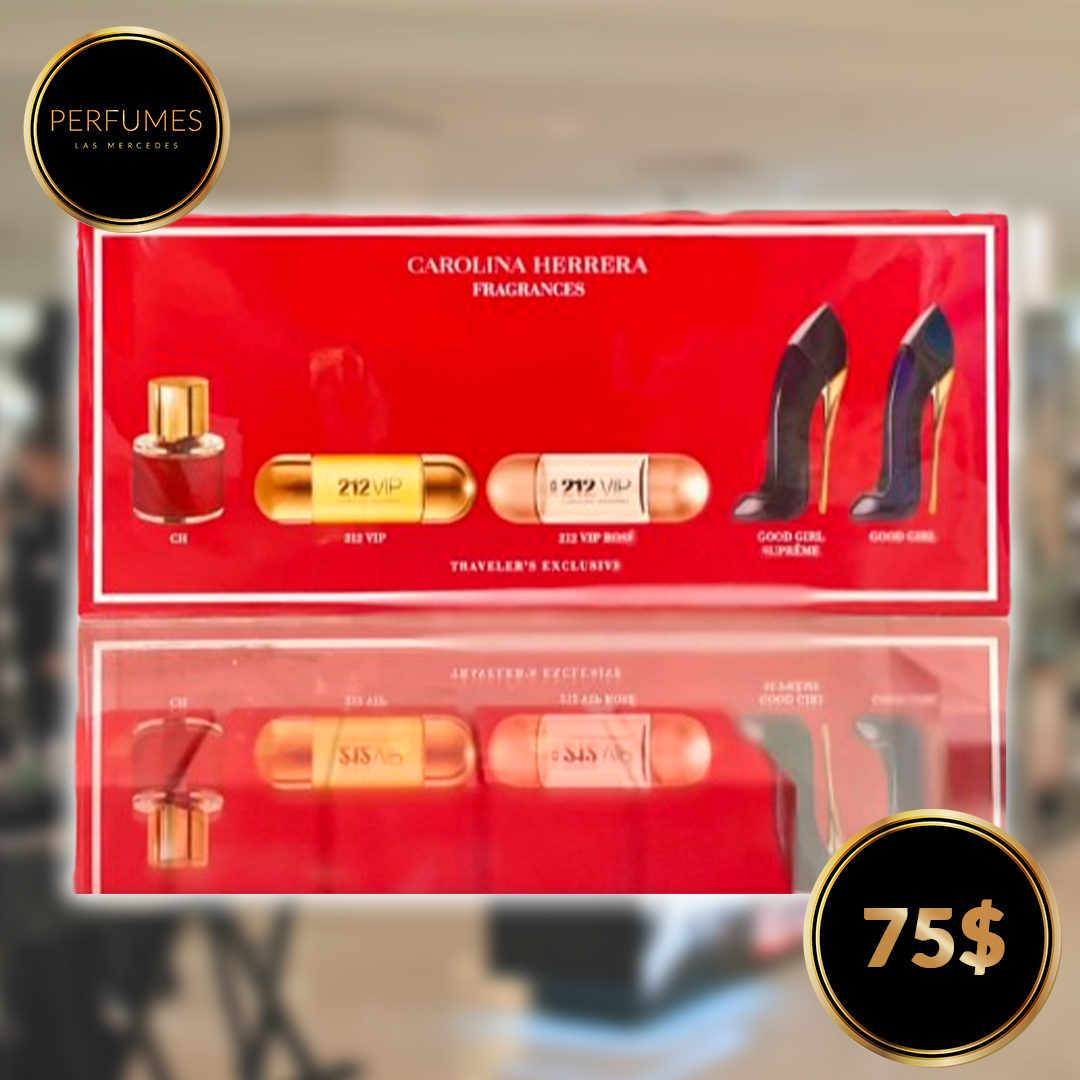 PERFUMES
LAS MERCEDES
CAROLINA HERRERA
FRAGRANCES
212 VIP
212 VIP
CH
212 VIP
212 VIP ROSÉ
GOOD GIRL
SUPRÊME
GOOD GIRL
TRAVELER'S EXCLUSIVE
75$